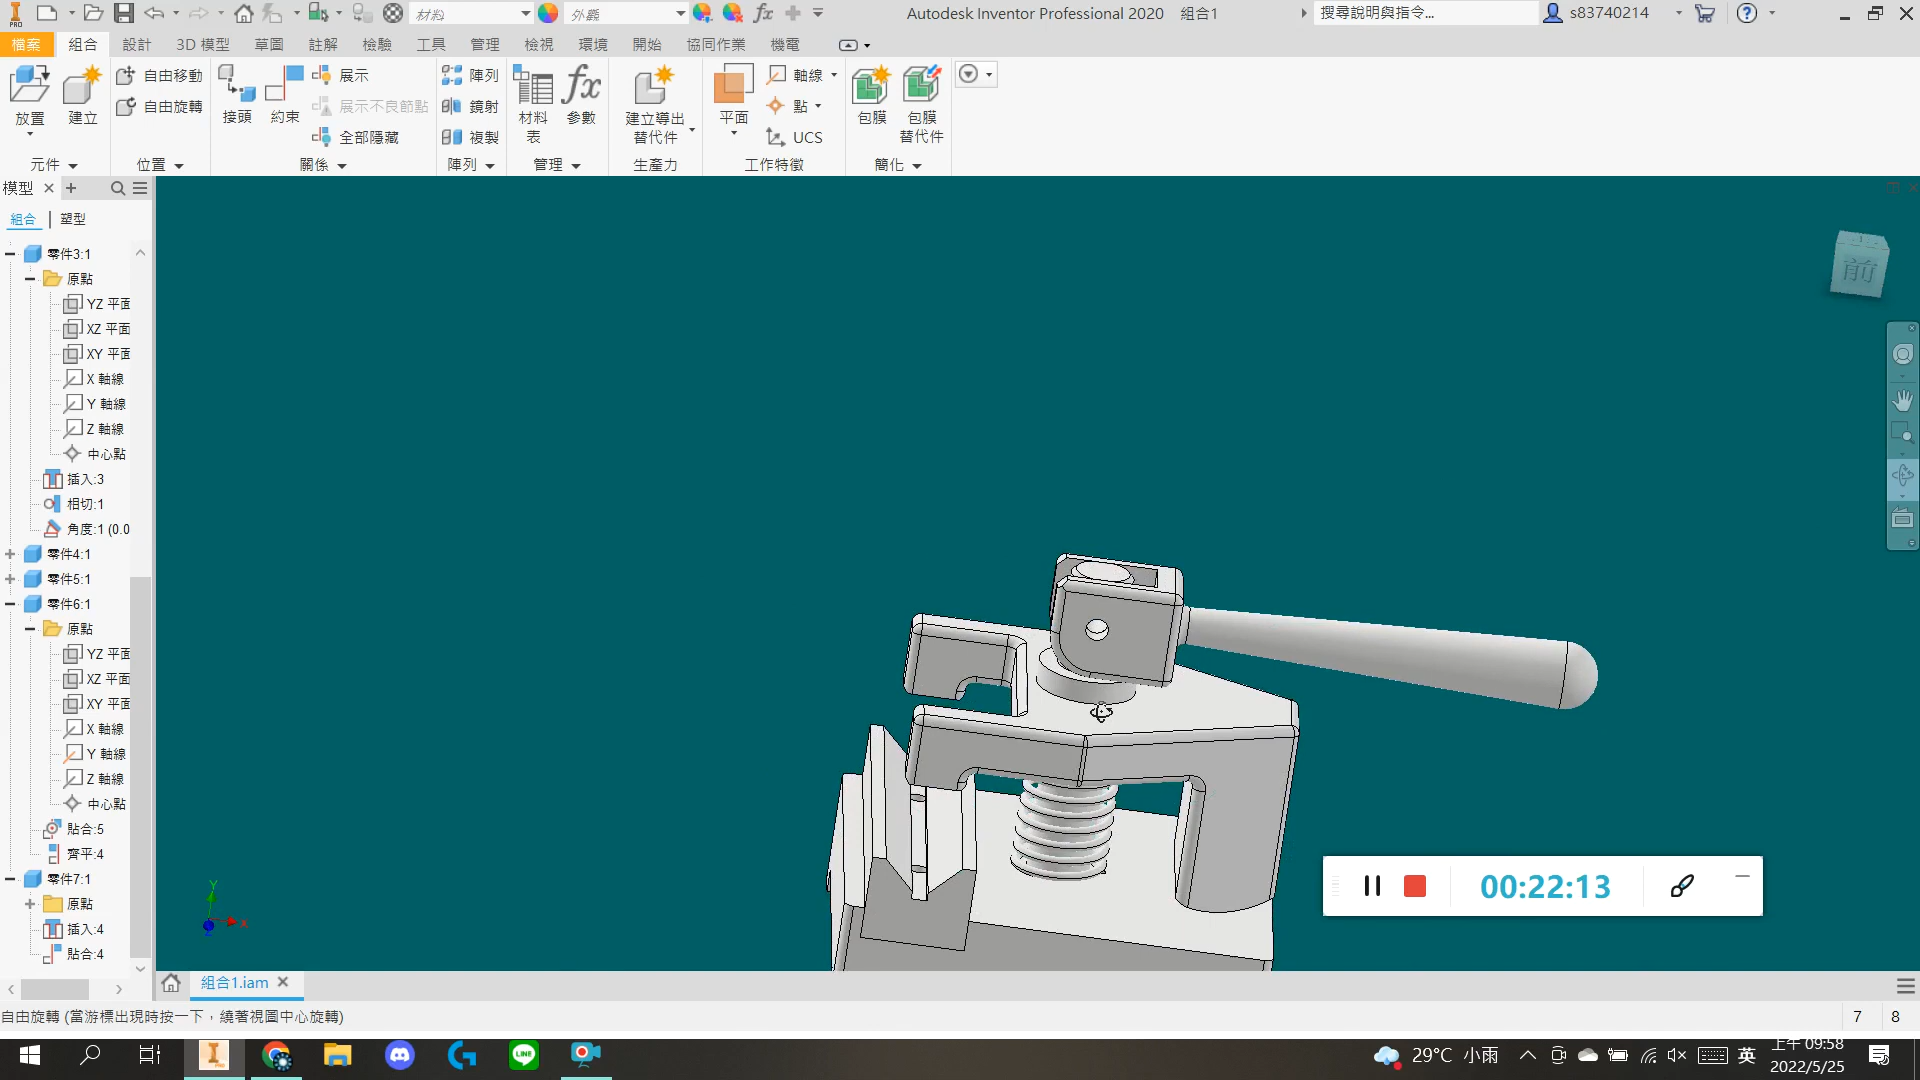 PRO
材料
外觀
fx
Autodesk Inventor Professional 2020 組合1
搜尋說明與指令...
s83740214
檔案 組合 設計 3D 模型 草圖 註解 檢驗 工具 管理 檢視 環境 開始 協同作業 機電
放置
建立
自由移動
自由旋轉
接頭
約束
展示
展示不良節點
全部隱藏
陣列
鏡射
複製
材料表
fx
參數
建立導出
替代件
平面
軸線
點
UCS
包膜
包膜
替代件
元件 位置 關係 陣列 管理 生產力 工作特徵 簡化
模型
組合 | 塑型
零件3:1
原點
YZ 平面
XZ 平面
XY 平面
X 軸線
Y 軸線
Z 軸線
中心點
插入:3
相切:1
角度:1 (0.0
零件4:1
零件5:1
零件6:1
原點
YZ 平面
XZ 平面
XY 平面
X 軸線
Y 軸線
Z 軸線
中心點
貼合:5
齊平:4
零件7:1
原點
插入:4
貼合:4
前
Y
X
Z
00:22:13
組合1.iam
自由旋轉 (當游標出現時按一下，繞著視圖中心旋轉)
7 8
LINE
29°C 小雨
英
上午 09:58
2022/5/25